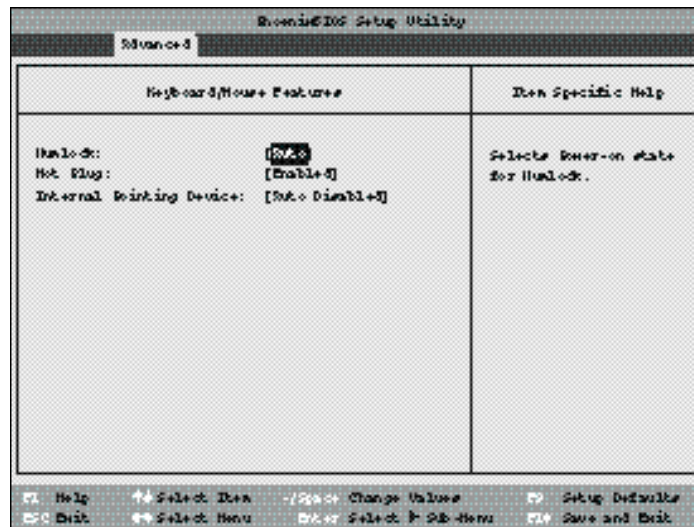 PhoenixBIOS Setup Utility
Advanced
Keyboard/Mouse Features
Item Specific Help
Numlock: [Auto]
Hot Plug: [Enabled]
Internal Pointing Device: [Auto Disabled]
Selects Power-on state
for Numlock.
F1 Help ↑↓ Select Item -/Space Change Values F9 Setup Defaults
ESC Exit ←→ Select Menu Enter Select ▶ Sub-Menu F10 Save and Exit